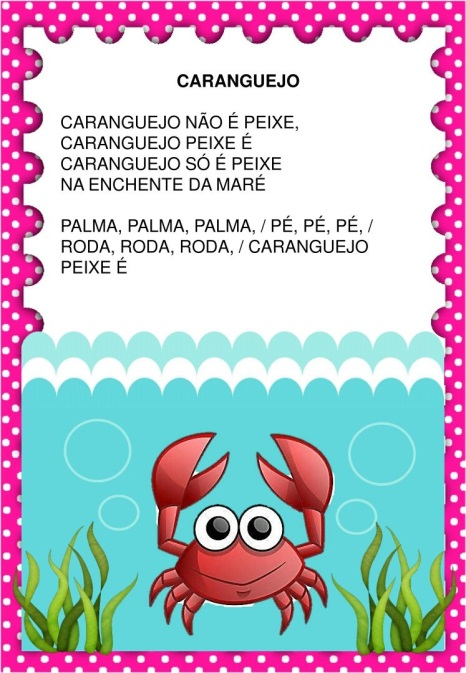 CARANGUEJO
CARANGUEJO NÃO É PEIXE,
CARANGUEJO PEIXE É
CARANGUEJO SÓ É PEIXE
NA ENCHENTE DA MARÉ
PALMA, PALMA, PALMA, / PÉ, PÉ, PÉ, /
RODA, RODA, RODA, / CARANGUEJO
PEIXE É